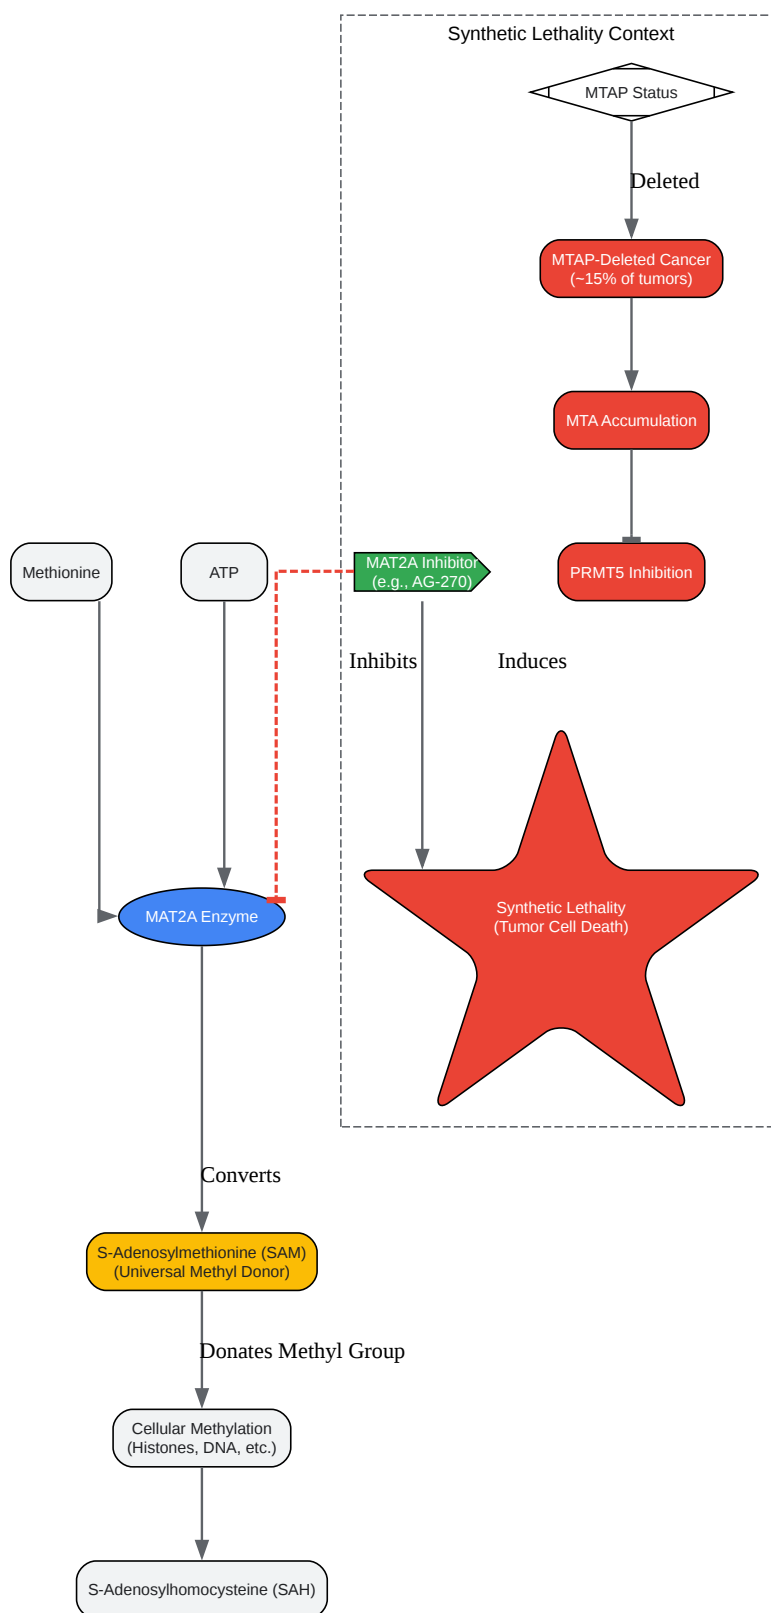 Synthetic Lethality Context
MTAP Status
Deleted
MTAP-Deleted Cancer
(~15% of tumors)
MTA Accumulation
Methionine
ATP
MAT2A Inhibitor
(e.g., AG-270)
PRMT5 Inhibition
Inhibits
Induces
Synthetic Lethality
(Tumor Cell Death)
MAT2A Enzyme
Converts
S-Adenosylmethionine (SAM)
(Universal Methyl Donor)
Donates Methyl Group
Cellular Methylation
(Histones, DNA, etc.)
S-Adenosylhomocysteine (SAH)